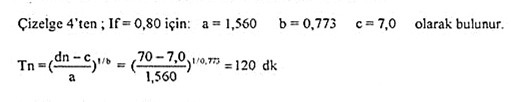 Çizelge 4'ten ; If = 0,80 için: a = 1,560 b = 0,773 c = 7,0 olarak bulunur.
Tn = (dn – c / a)^1/b = (70 – 7,0 / 1,560)^1/0,773 = 120 dk